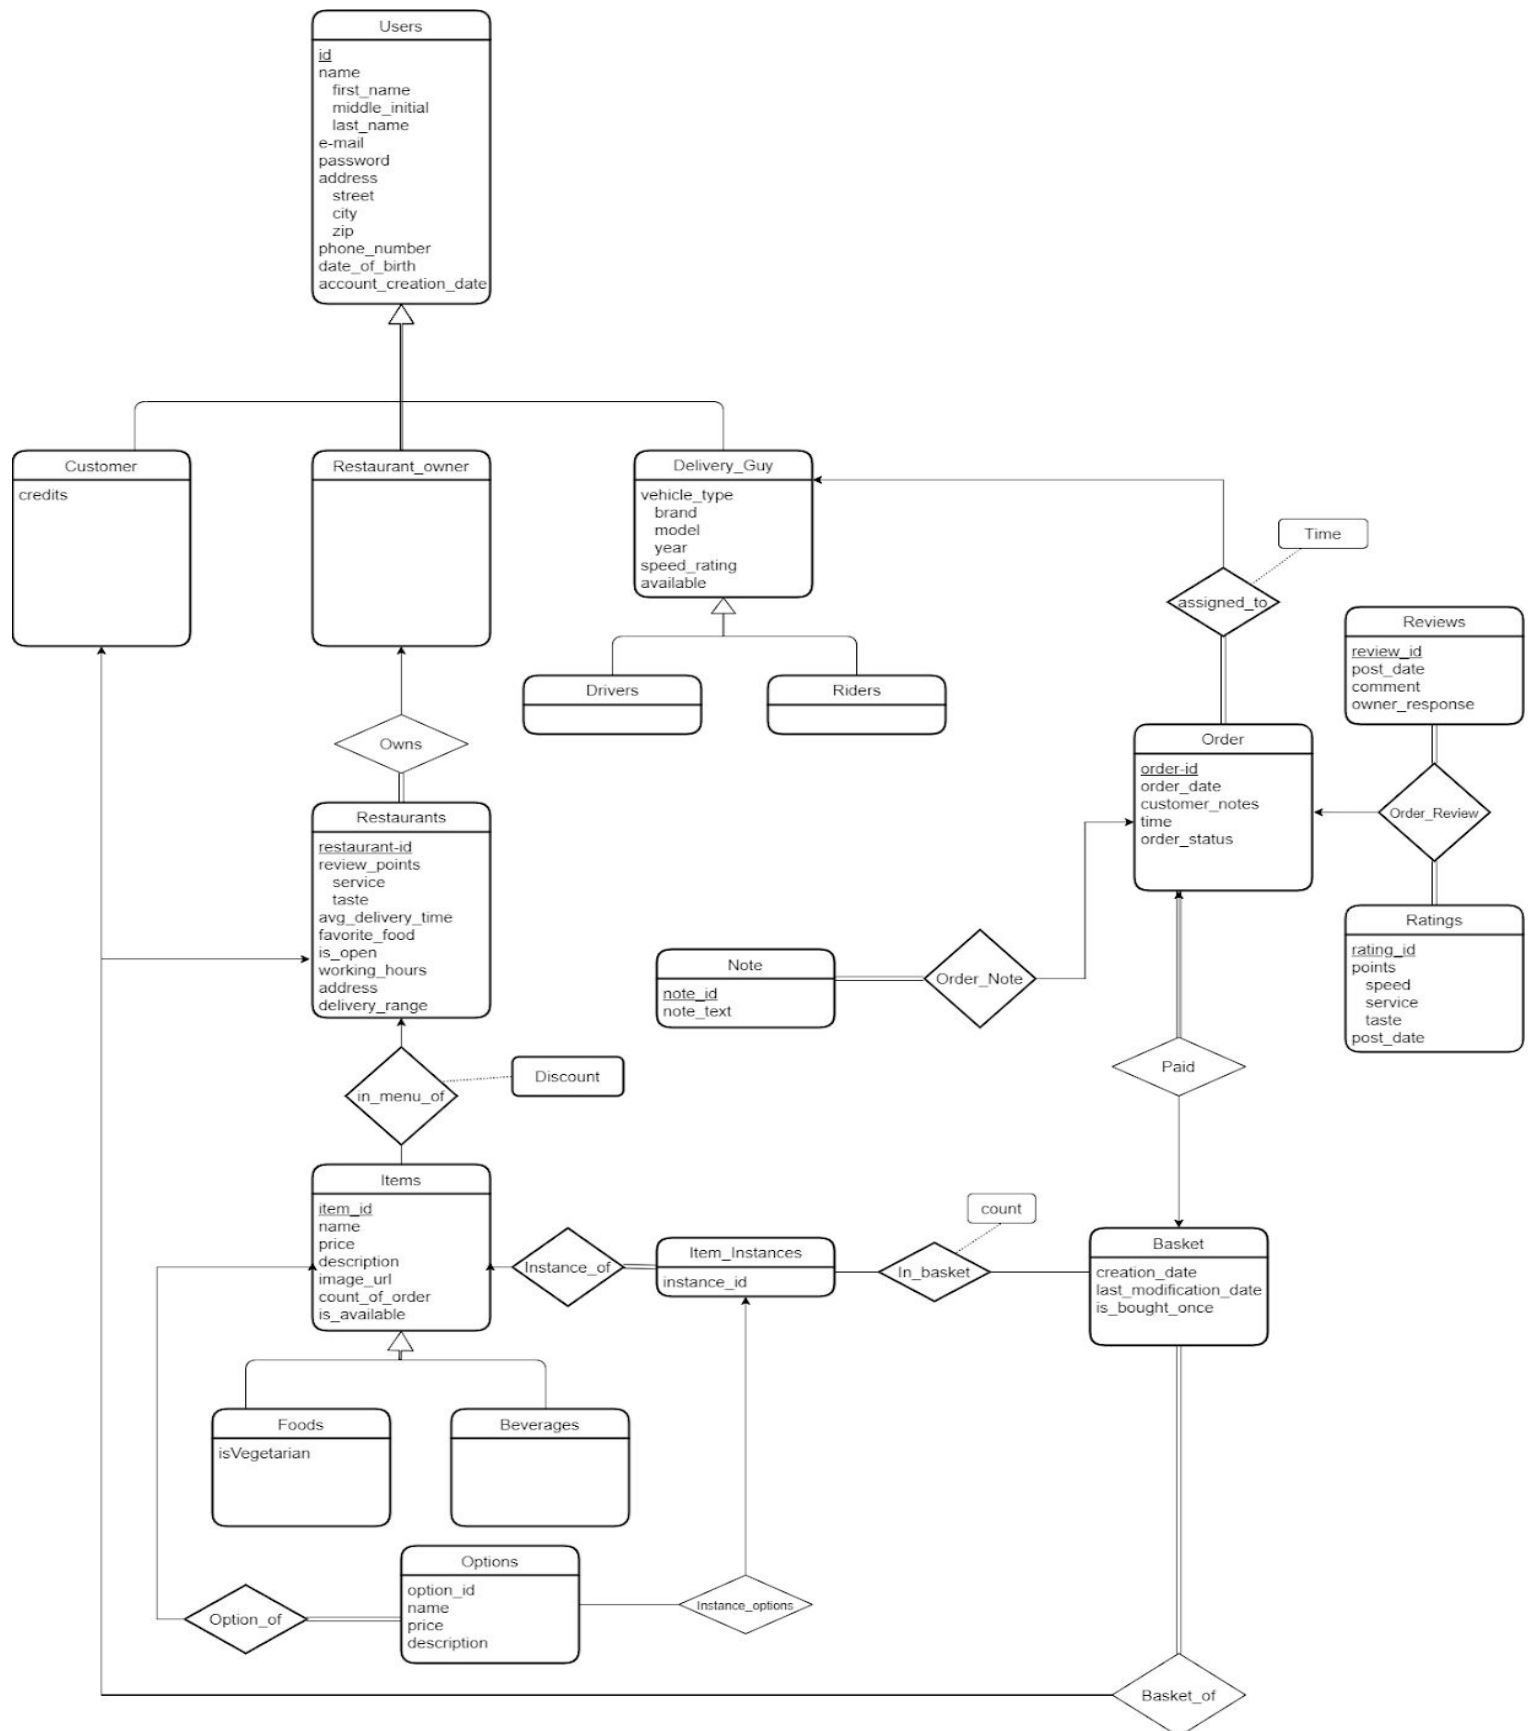 Users
id
name
first_name
middle_initial
last_name
e-mail
password
address
street
city
zip
phone_number
date_of_birth
account_creation_date
Customer
credits
Restaurant_owner
Delivery_Guy
vehicle_type
brand
model
year
speed_rating
available
Time
assigned_to
Drivers
Riders
Reviews
review_id
post_date
comment
owner_response
Owns
Order
order-id
order_date
customer_notes
time
order_status
Order_Review
Restaurants
restaurant-id
review_points
service
taste
avg_delivery_time
favorite_food
is_open
working_hours
address
delivery_range
Note
note_id
note_text
Order_Note
Ratings
rating_id
points
speed
service
taste
post_date
Paid
Discount
in_menu_of
Items
item_id
name
price
description
image_url
count_of_order
is_available
Instance_of
Item_Instances
instance_id
count
In_basket
Basket
creation_date
last_modification_date
is_bought_once
Foods
isVegetarian
Beverages
Options
option_id
name
price
description
Option_of
Instance_options
Basket_of